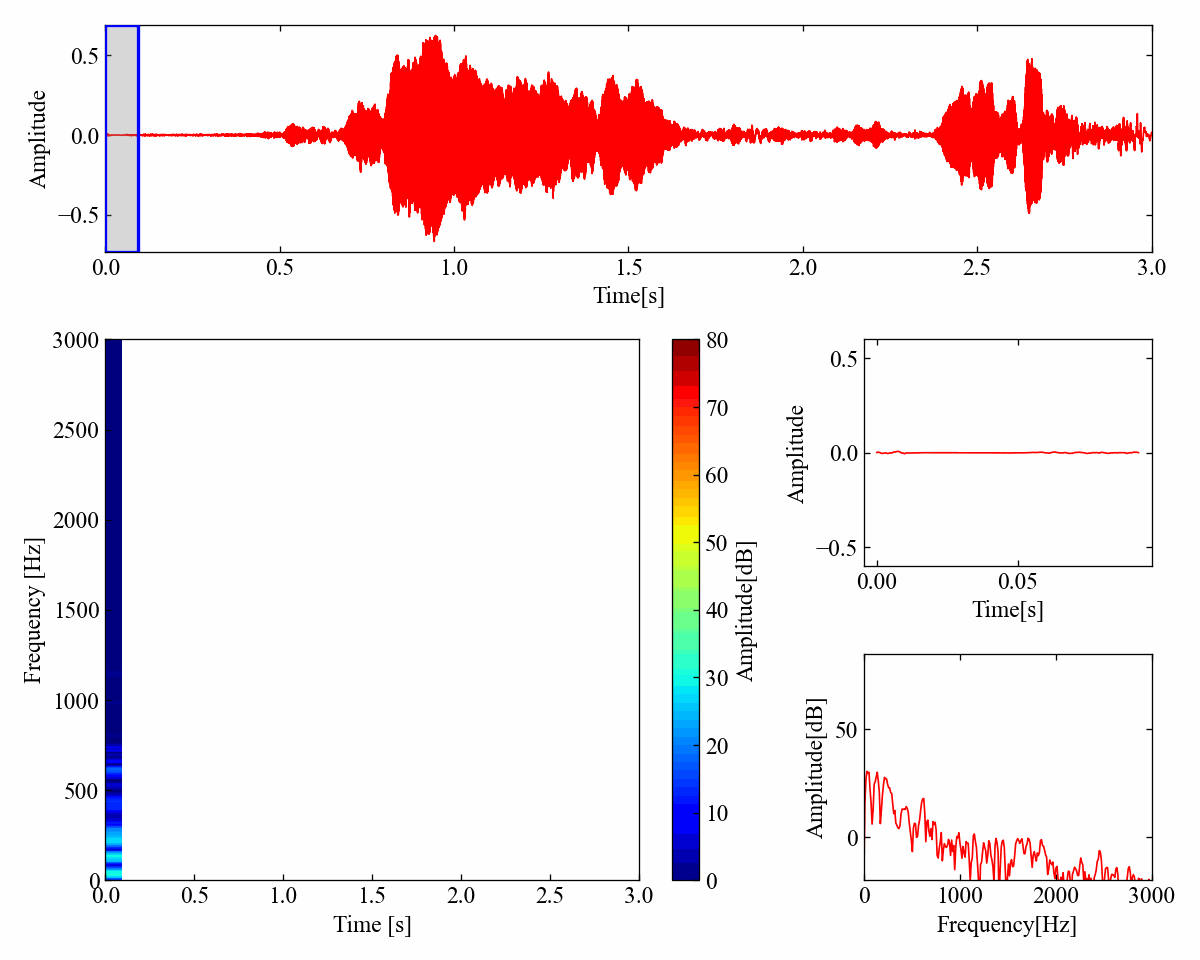 Amplitude
0.5
0.0
−0.5
0.0 0.5 1.0 1.5 2.0 2.5 3.0
Time[s]
Frequency [Hz]
3000
2500
2000
1500
1000
500
0
0.0 0.5 1.0 1.5 2.0 2.5 3.0
Time [s]
80
70
60
50
40
30
20
10
0
Amplitude[dB]
Amplitude
0.5
0.0
−0.5
0.00 0.05
Time[s]
Amplitude[dB]
50
0
0 1000 2000 3000
Frequency[Hz]